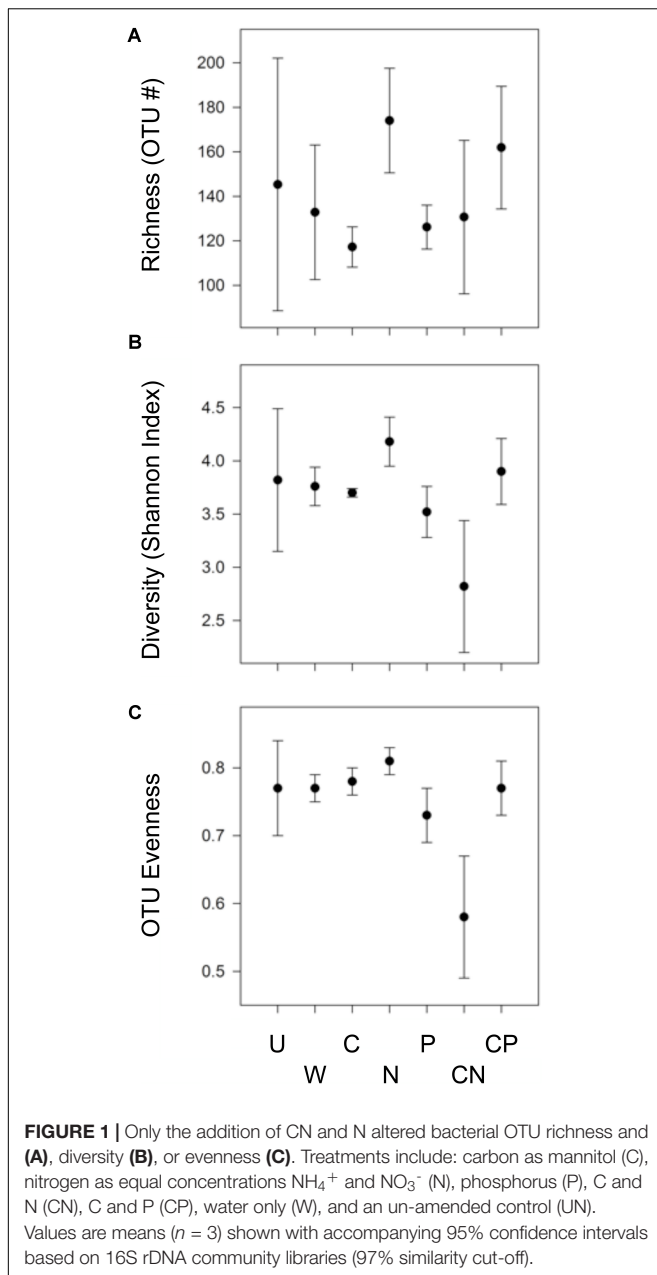 A
Richness (OTU #)
200
180
160
140
120
100
B
Diversity (Shannon Index)
4.5
4.0
3.5
3.0
2.5
C
OTU Evenness
0.8
0.7
0.6
0.5
U
W
C
N
P
CN
CP
FIGURE 1 | Only the addition of CN and N altered bacterial OTU richness and
(A), diversity (B), or evenness (C). Treatments include: carbon as mannitol (C),
nitrogen as equal concentrations NH₄⁺ and NO₃⁻ (N), phosphorus (P), C and
N (CN), C and P (CP), water only (W), and an un-amended control (UN).
Values are means (n = 3) shown with accompanying 95% confidence intervals
based on 16S rDNA community libraries (97% similarity cut-off).